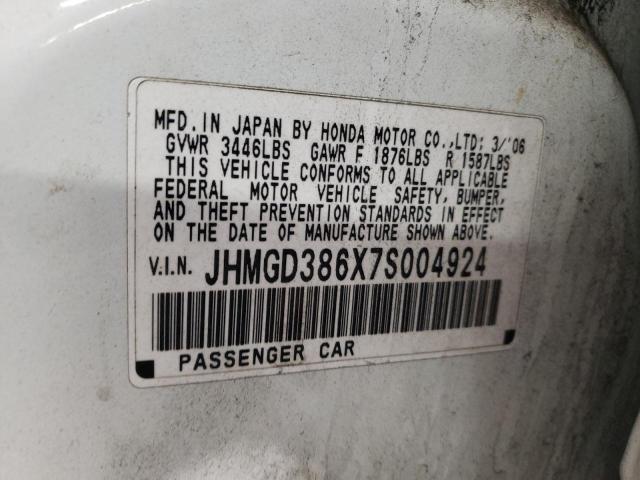 MFD. IN JAPAN BY HONDA MOTOR CO.,LTD; 3/'06
GVWR 3446LBS GAWR F 1876LBS R 1587LBS
THIS VEHICLE CONFORMS TO ALL APPLICABLE
FEDERAL MOTOR VEHICLE SAFETY, BUMPER,
AND THEFT PREVENTION STANDARDS IN EFFECT
ON THE DATE OF MANUFACTURE SHOWN ABOVE.
V.I.N. JHMGD386X7S004924
PASSENGER CAR